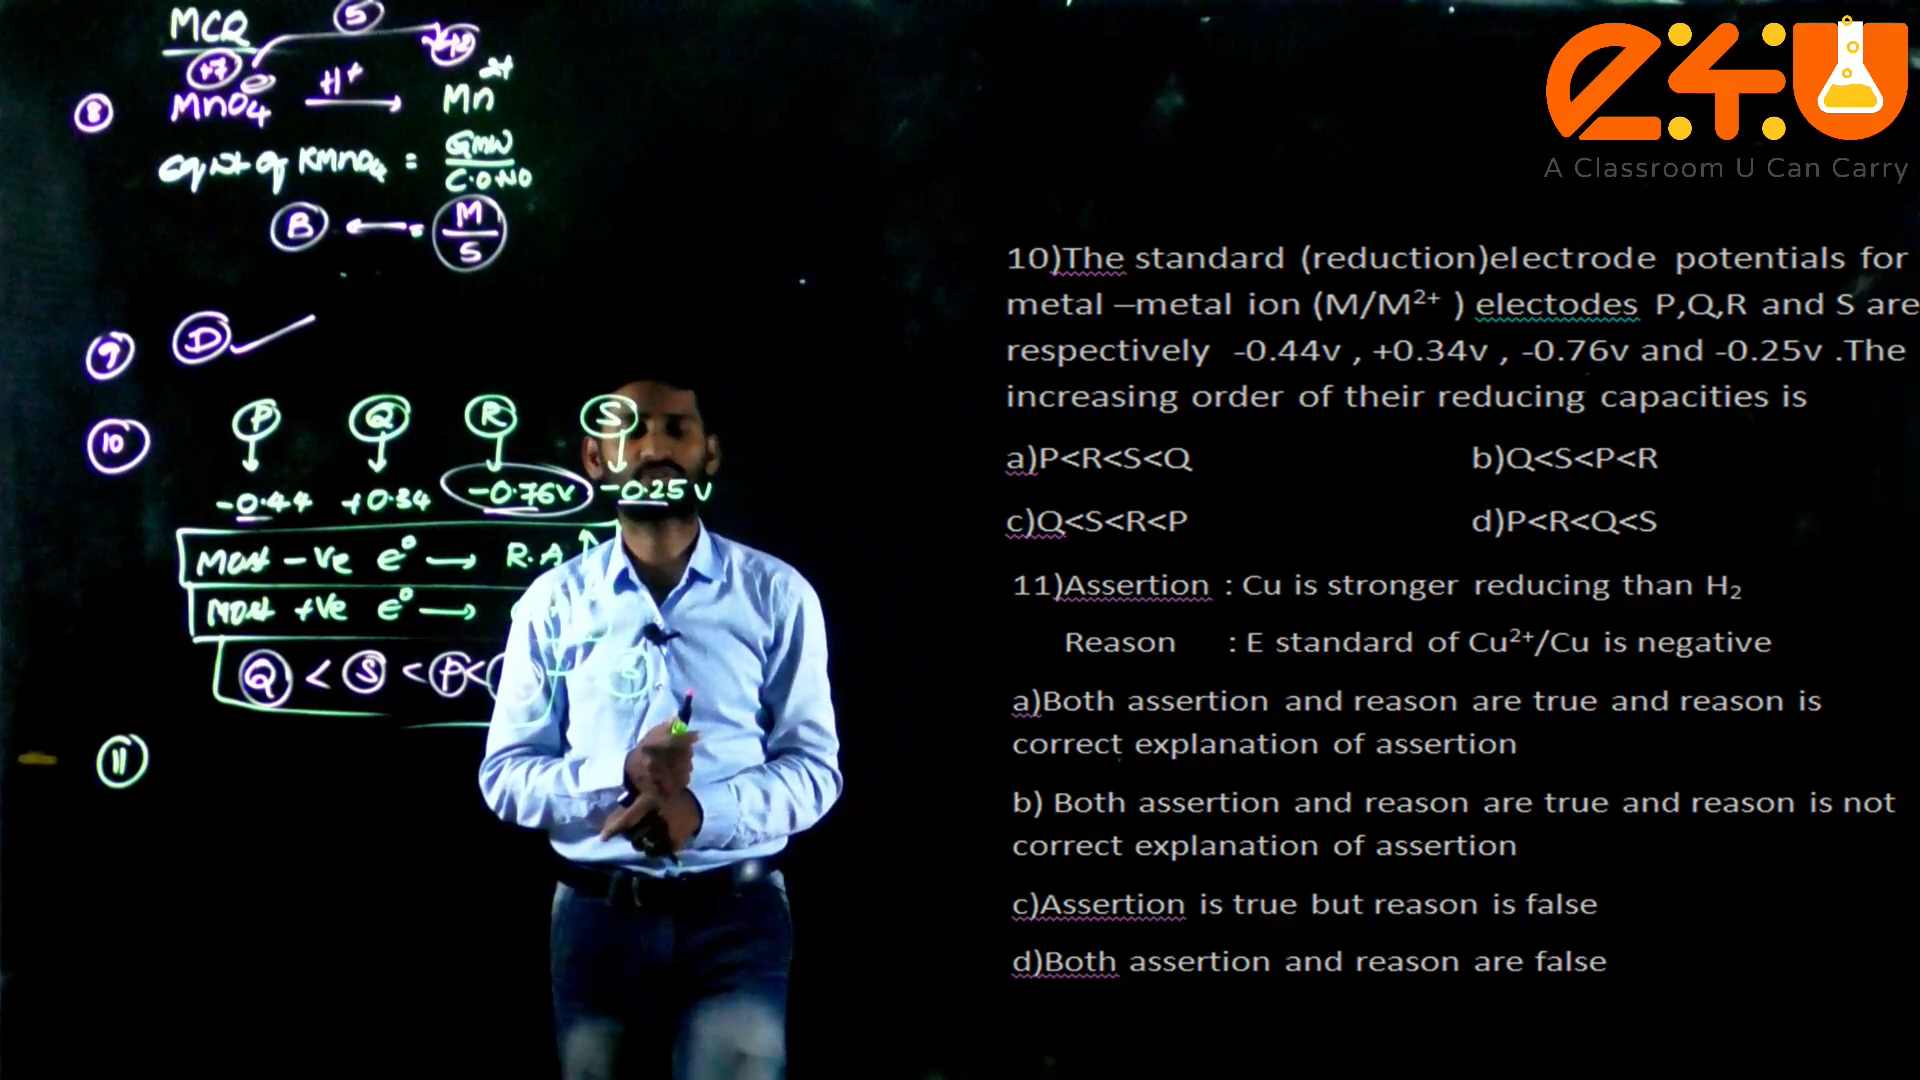 MCQ
5
+7 +2
8 MnO4⊖ H+ → Mn2+
Eq.wt of KMnO4 = GMW / C.O.NO
B ← = M/5
9 D ✓
10 P Q R S
-0.44 +0.34 -0.76V -0.25 V
Most -Ve e° → R.A ↑
Most +Ve e° →
Q < S < P <
11
e4U
A Classroom U Can Carry
10)The standard (reduction)electrode potentials for
metal –metal ion (M/M²⁺ ) electodes P,Q,R and S are
respectively -0.44v , +0.34v , -0.76v and -0.25v .The
increasing order of their reducing capacities is
a)P<R<S<Q b)Q<S<P<R
c)Q<S<R<P d)P<R<Q<S
11)Assertion : Cu is stronger reducing than H₂
Reason : E standard of Cu²⁺/Cu is negative
a)Both assertion and reason are true and reason is
correct explanation of assertion
b) Both assertion and reason are true and reason is not
correct explanation of assertion
c)Assertion is true but reason is false
d)Both assertion and reason are false